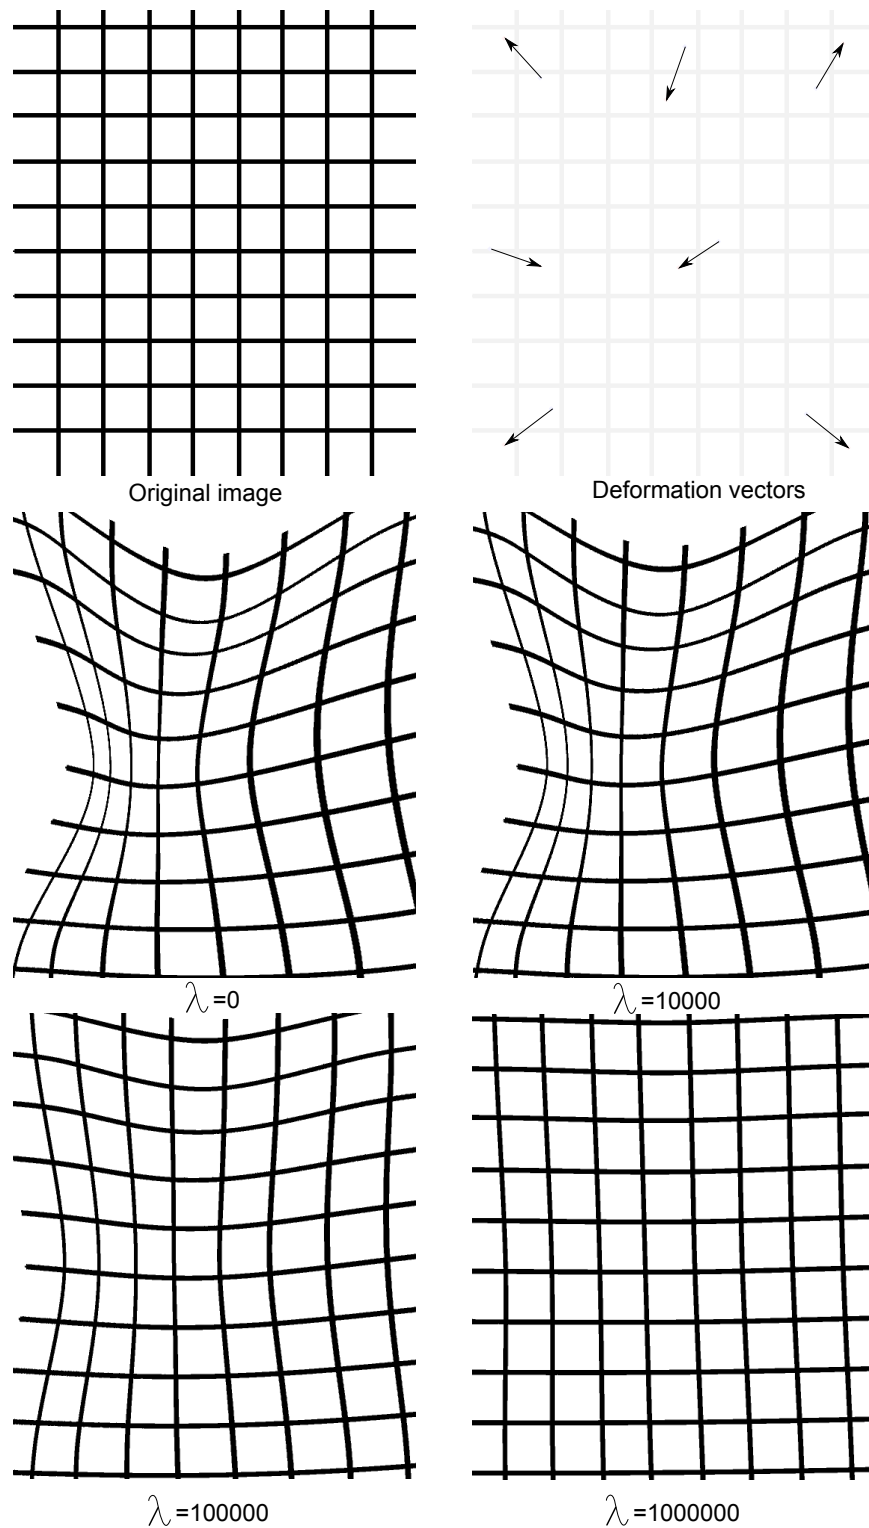 Original image
Deformation vectors
λ=0
λ=10000
λ=100000
λ=1000000